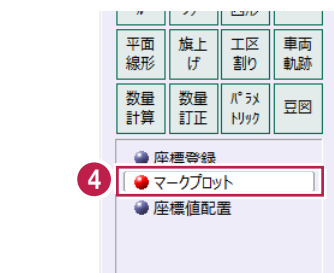 平面
線形
旗上
げ
工区
割り
車両
軌跡
数量
計算
数量
訂正
ﾊﾟﾗﾒ
ﾄﾘｯｸ
豆図
座標登録
4
マークプロット
座標値配置